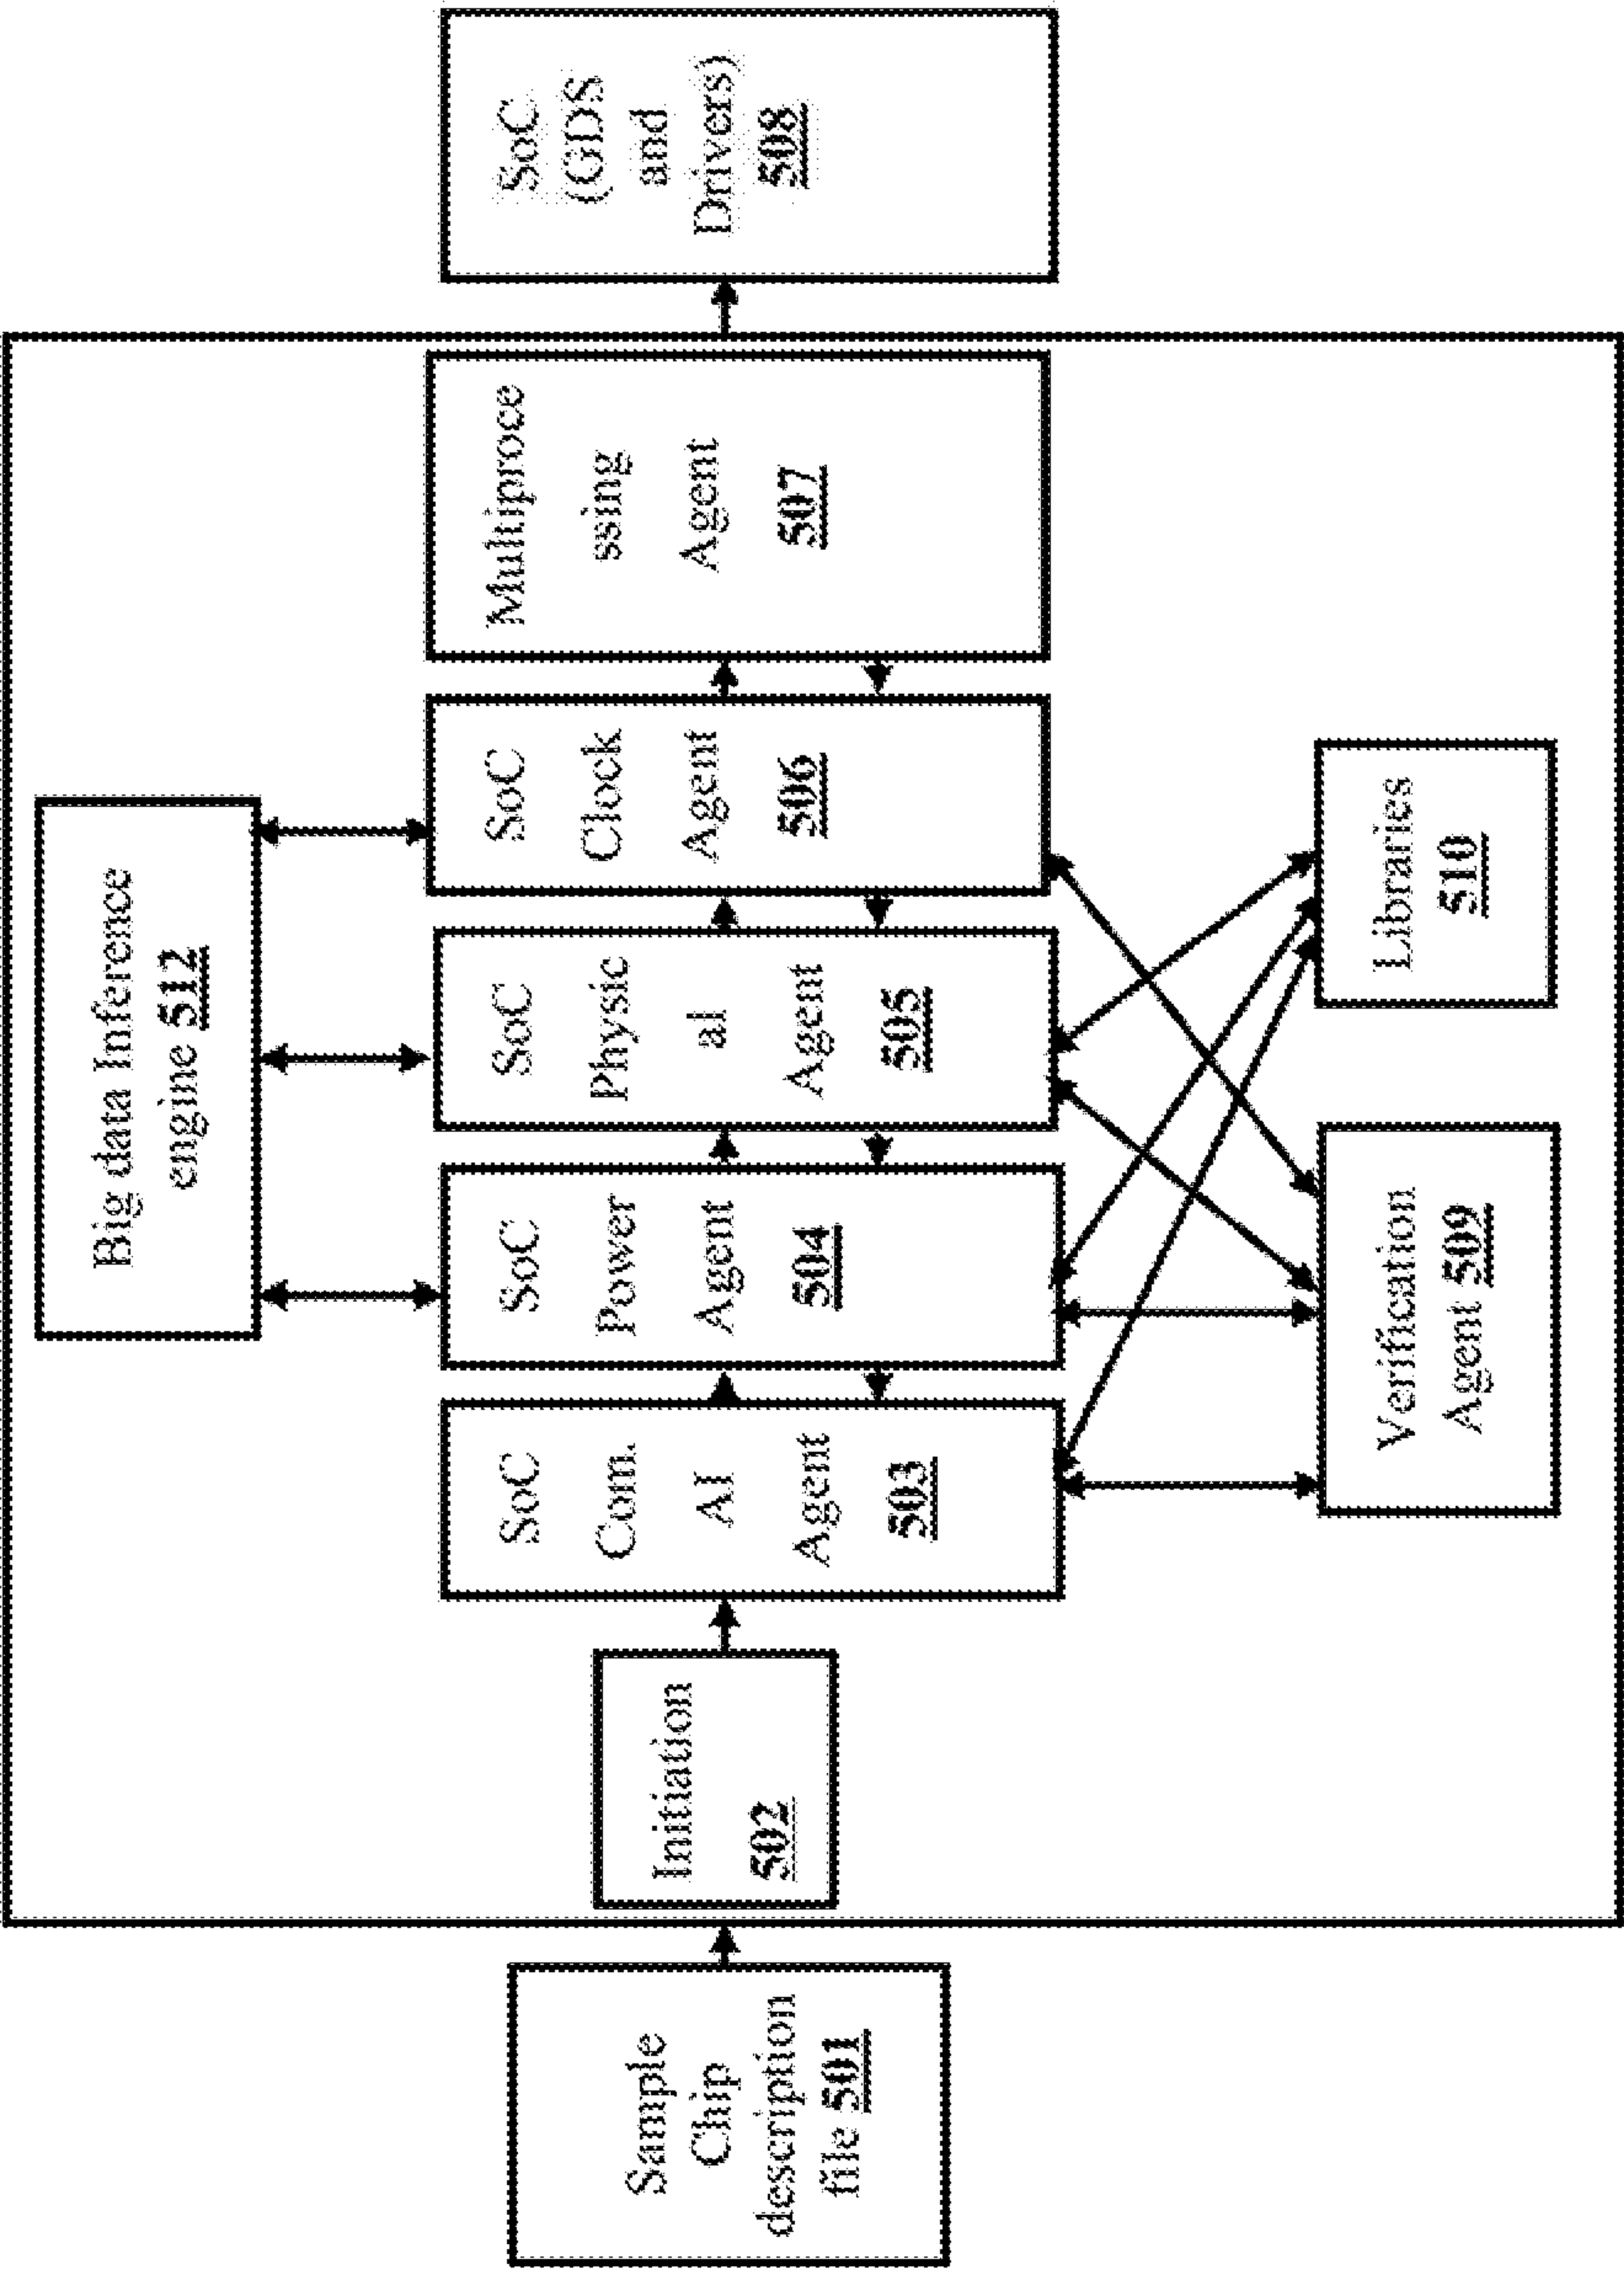 Big data Inference
engine 512
Sample
Chip
description
file 501
Initiation
502
SoC
Com.
AI
Agent
503
SoC
Power
Agent
504
SoC
Physic
al
Agent
505
SoC
Clock
Agent
506
Multiproce
ssing
Agent
507
SoC
(GDS
and
Drivers)
508
Verification
Agent 509
Libraries
510